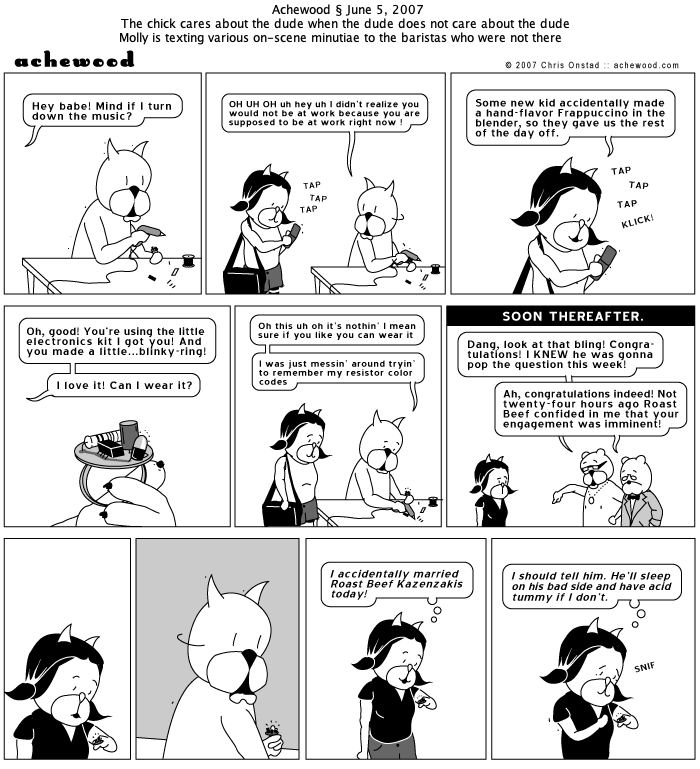 Achewood § June 5, 2007
The chick cares about the dude when the dude does not care about the dude
Molly is texting various on-scene minutiae to the baristas who were not there
achewood
© 2007 Chris Onstad :: achewood.com
Hey babe! Mind if I turn
down the music?
OH UH OH uh hey uh I didn't realize you
would not be at work because you are
supposed to be at work right now !
TAP
TAP
TAP
Some new kid accidentally made
a hand-flavor Frappuccino in the
blender, so they gave us the rest
of the day off.
TAP
TAP
TAP
KLICK!
Oh, good! You're using the little
electronics kit I got you! And
you made a little...blinky-ring!
I love it! Can I wear it?
Oh this uh oh it's nothin' I mean
sure if you like you can wear it
I was just messin' around tryin'
to remember my resistor color
codes
SOON THEREAFTER.
Dang, look at that bling! Congra-
tulations! I KNEW he was gonna
pop the question this week!
Ah, congratulations indeed! Not
twenty-four hours ago Roast
Beef confided in me that your
engagement was imminent!
I accidentally married
Roast Beef Kazenzakis
today!
I should tell him. He'll sleep
on his bad side and have acid
tummy if I don't.
SNIF